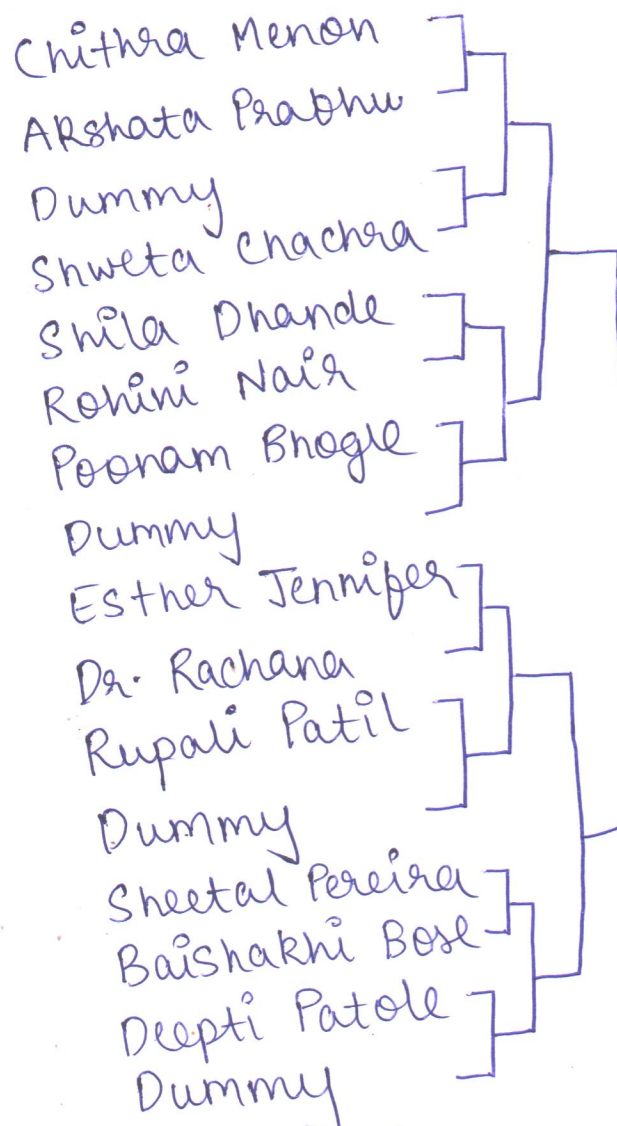 Chithra Menon
Akshata Prabhu
Dummy
Shweta Chachra
Shila Dhande
Rohini Nair
Poonam Bhogle
Dummy
Esther Jennifer
Dr. Rachana
Rupali Patil
Dummy
Sheetal Pereira
Baishakhi Bose
Deepti Patole
Dummy